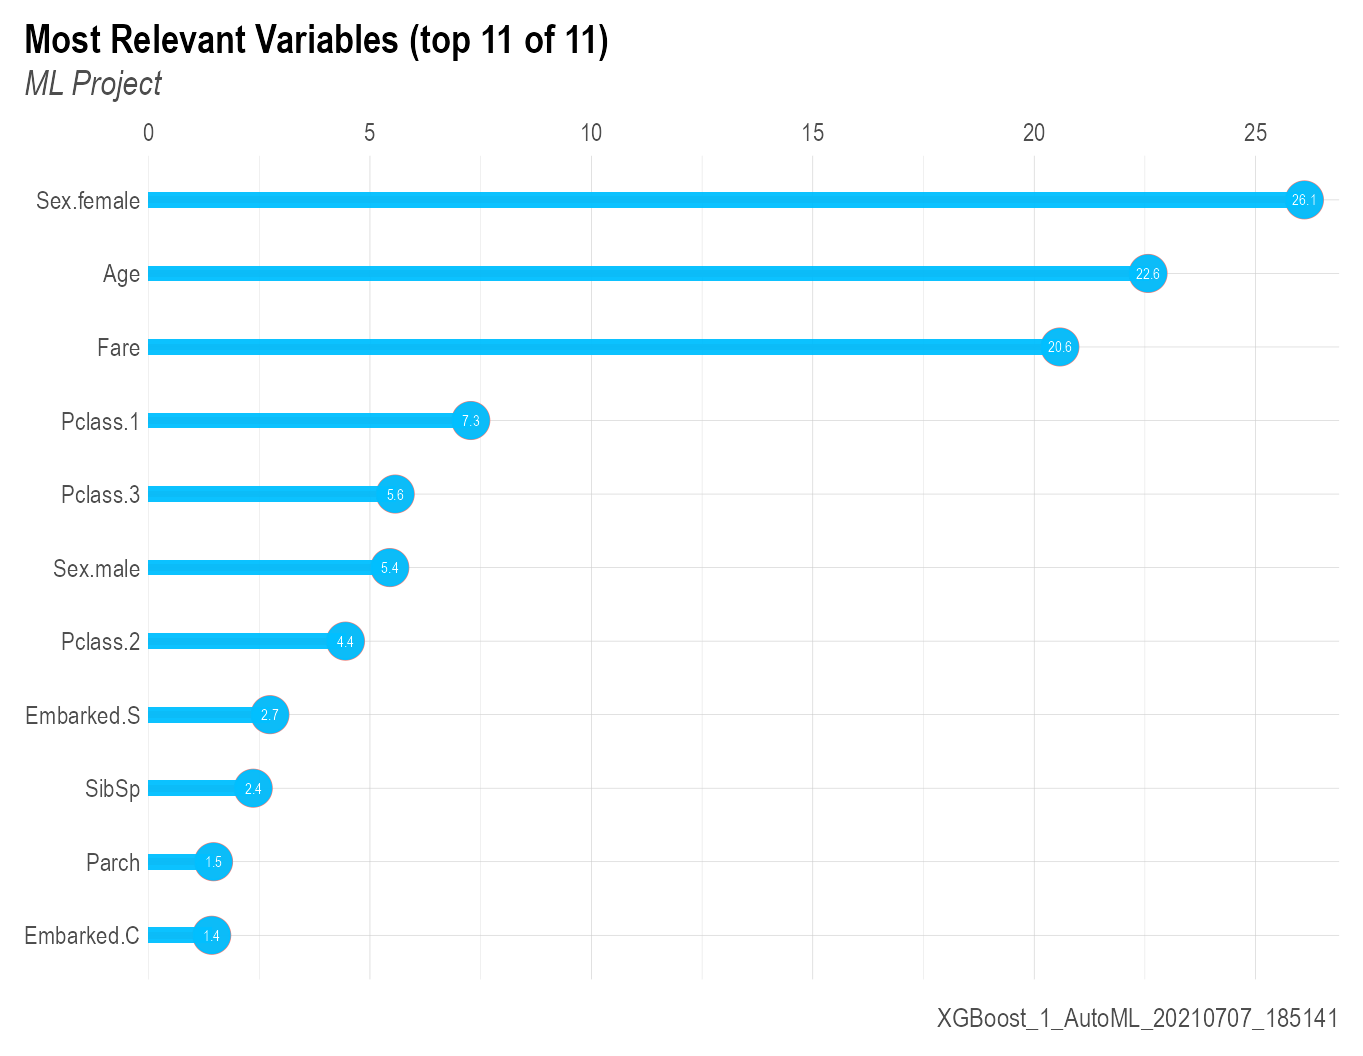 Most Relevant Variables (top 11 of 11)
ML Project
0 5 10 15 20 25
Sex.female 26.1
Age 22.6
Fare 20.6
Pclass.1 7.3
Pclass.3 5.6
Sex.male 5.4
Pclass.2 4.4
Embarked.S 2.7
SibSp 2.4
Parch 1.5
Embarked.C 1.4
XGBoost_1_AutoML_20210707_185141